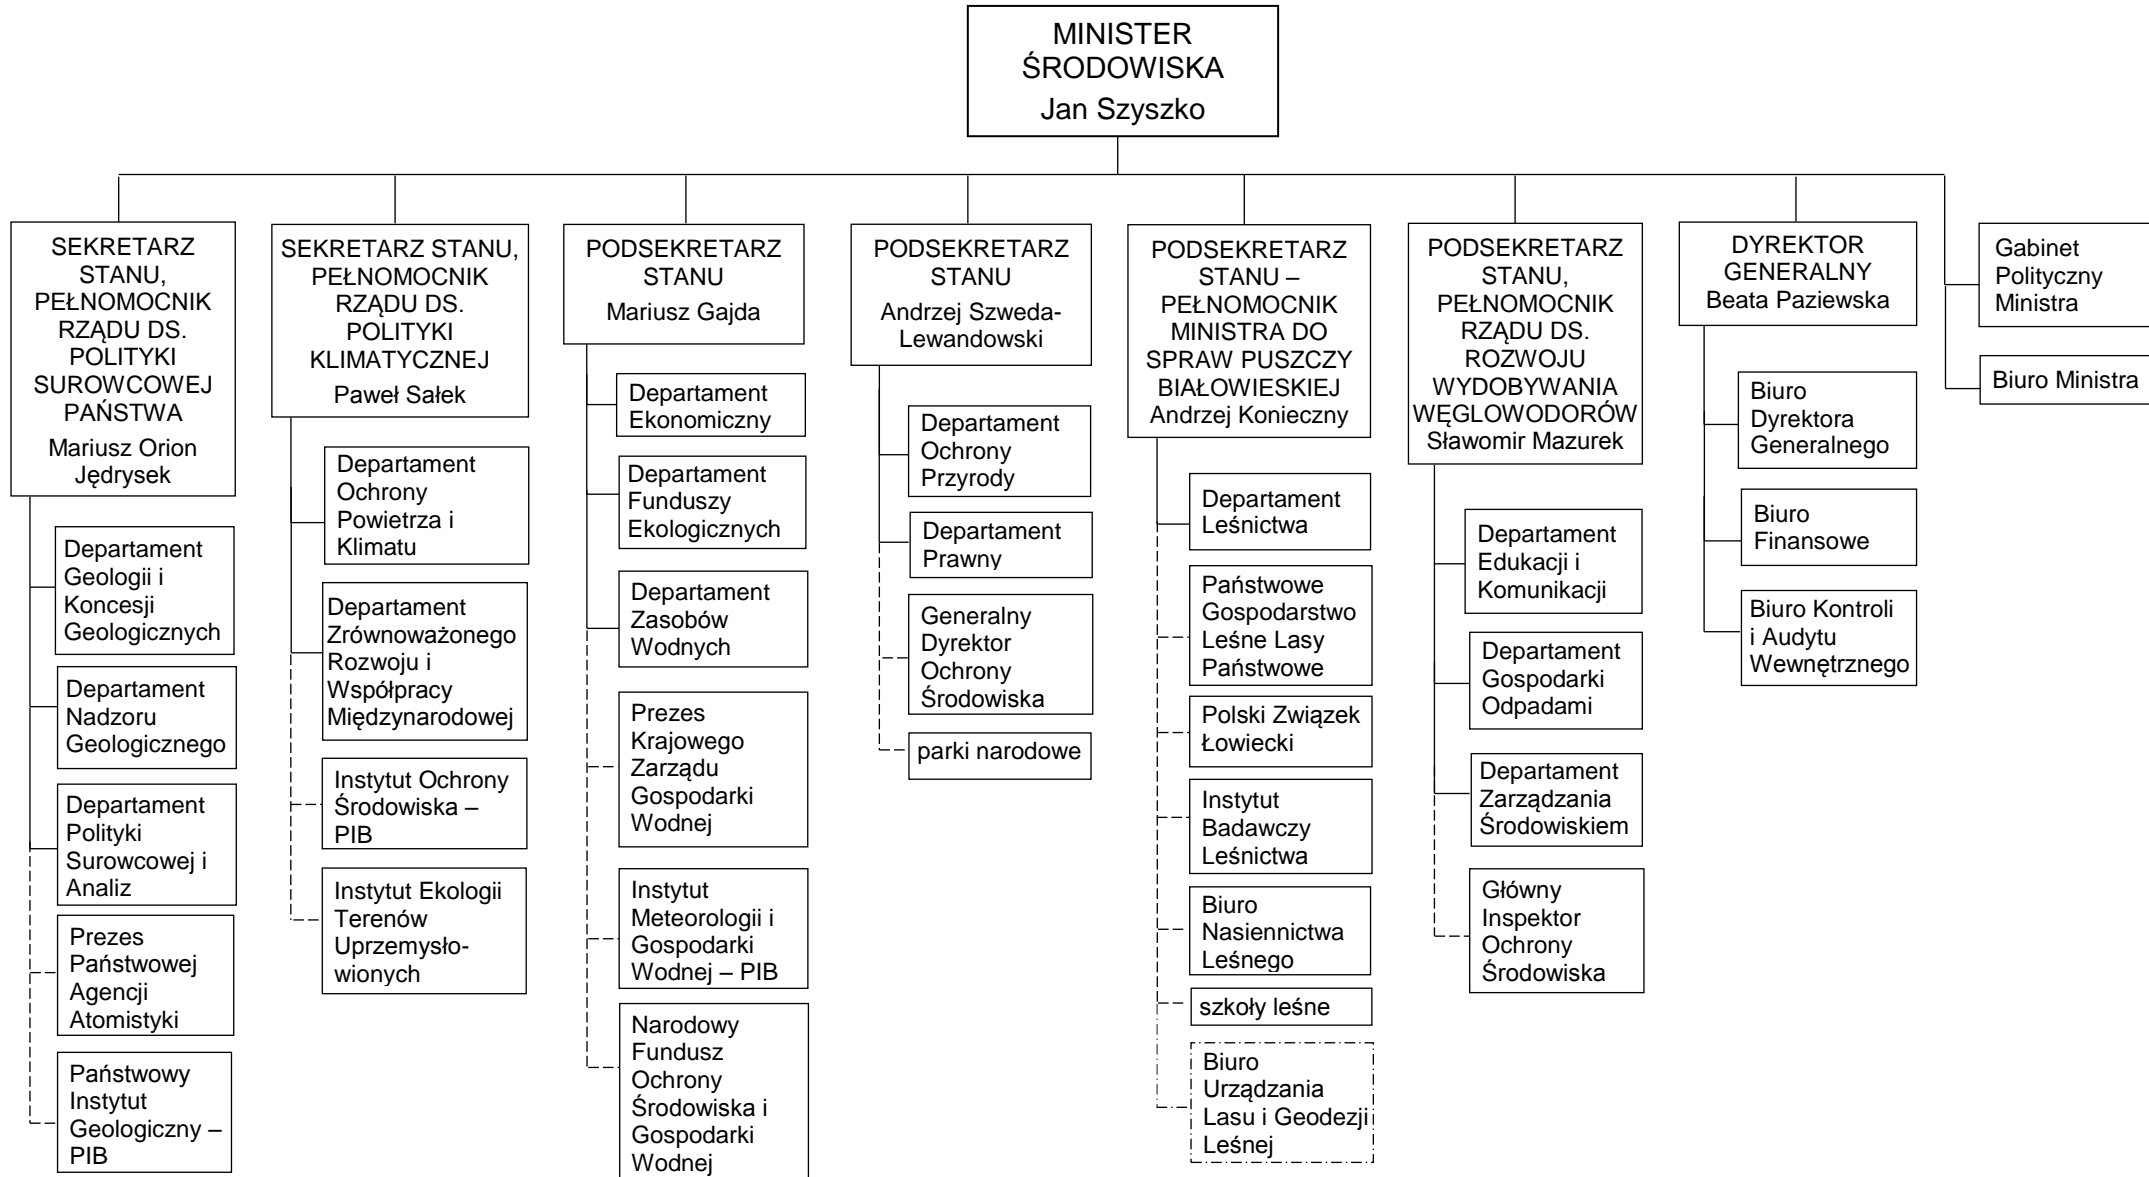 MINISTER
ŚRODOWISKA
Jan Szyszko
SEKRETARZ
STANU,
PEŁNOMOCNIK
RZĄDU DS.
POLITYKI
SUROWCOWEJ
PAŃSTWA
Mariusz Orion
Jędrysek
Departament
Geologii i
Koncesji
Geologicznych
Departament
Nadzoru
Geologicznego
Departament
Polityki
Surowcowej i
Analiz
Prezes
Państwowej
Agencji
Atomistyki
Państwowy
Instytut
Geologiczny –
PIB
SEKRETARZ STANU,
PEŁNOMOCNIK
RZĄDU DS.
POLITYKI
KLIMATYCZNEJ
Paweł Sałek
Departament
Ochrony
Powietrza i
Klimatu
Departament
Zrównoważonego
Rozwoju i
Współpracy
Międzynarodowej
Instytut Ochrony
Środowiska –
PIB
Instytut Ekologii
Terenów
Uprzemysło-
wionych
PODSEKRETARZ
STANU
Mariusz Gajda
Departament
Ekonomiczny
Departament
Funduszy
Ekologicznych
Departament
Zasobów
Wodnych
Prezes
Krajowego
Zarządu
Gospodarki
Wodnej
Instytut
Meteorologii i
Gospodarki
Wodnej – PIB
Narodowy
Fundusz
Ochrony
Środowiska i
Gospodarki
Wodnej
PODSEKRETARZ
STANU
Andrzej Szweda-
Lewandowski
Departament
Ochrony
Przyrody
Departament
Prawny
Generalny
Dyrektor
Ochrony
Środowiska
parki narodowe
PODSEKRETARZ
STANU –
PEŁNOMOCNIK
MINISTRA DO
SPRAW PUSZCZY
BIAŁOWIESKIEJ
Andrzej Konieczny
Departament
Leśnictwa
Państwowe
Gospodarstwo
Leśne Lasy
Państwowe
Polski Związek
Łowiecki
Instytut
Badawczy
Leśnictwa
Biuro
Nasiennictwa
Leśnego
szkoły leśne
Biuro
Urządzania
Lasu i Geodezji
Leśnej
PODSEKRETARZ
STANU,
PEŁNOMOCNIK
RZĄDU DS.
ROZWOJU
WYDOBYWANIA
WĘGLOWODORÓW
Sławomir Mazurek
Departament
Edukacji i
Komunikacji
Departament
Gospodarki
Odpadami
Departament
Zarządzania
Środowiskiem
Główny
Inspektor
Ochrony
Środowiska
DYREKTOR
GENERALNY
Beata Paziewska
Biuro
Dyrektora
Generalnego
Biuro
Finansowe
Biuro Kontroli
i Audytu
Wewnętrznego
Gabinet
Polityczny
Ministra
Biuro Ministra